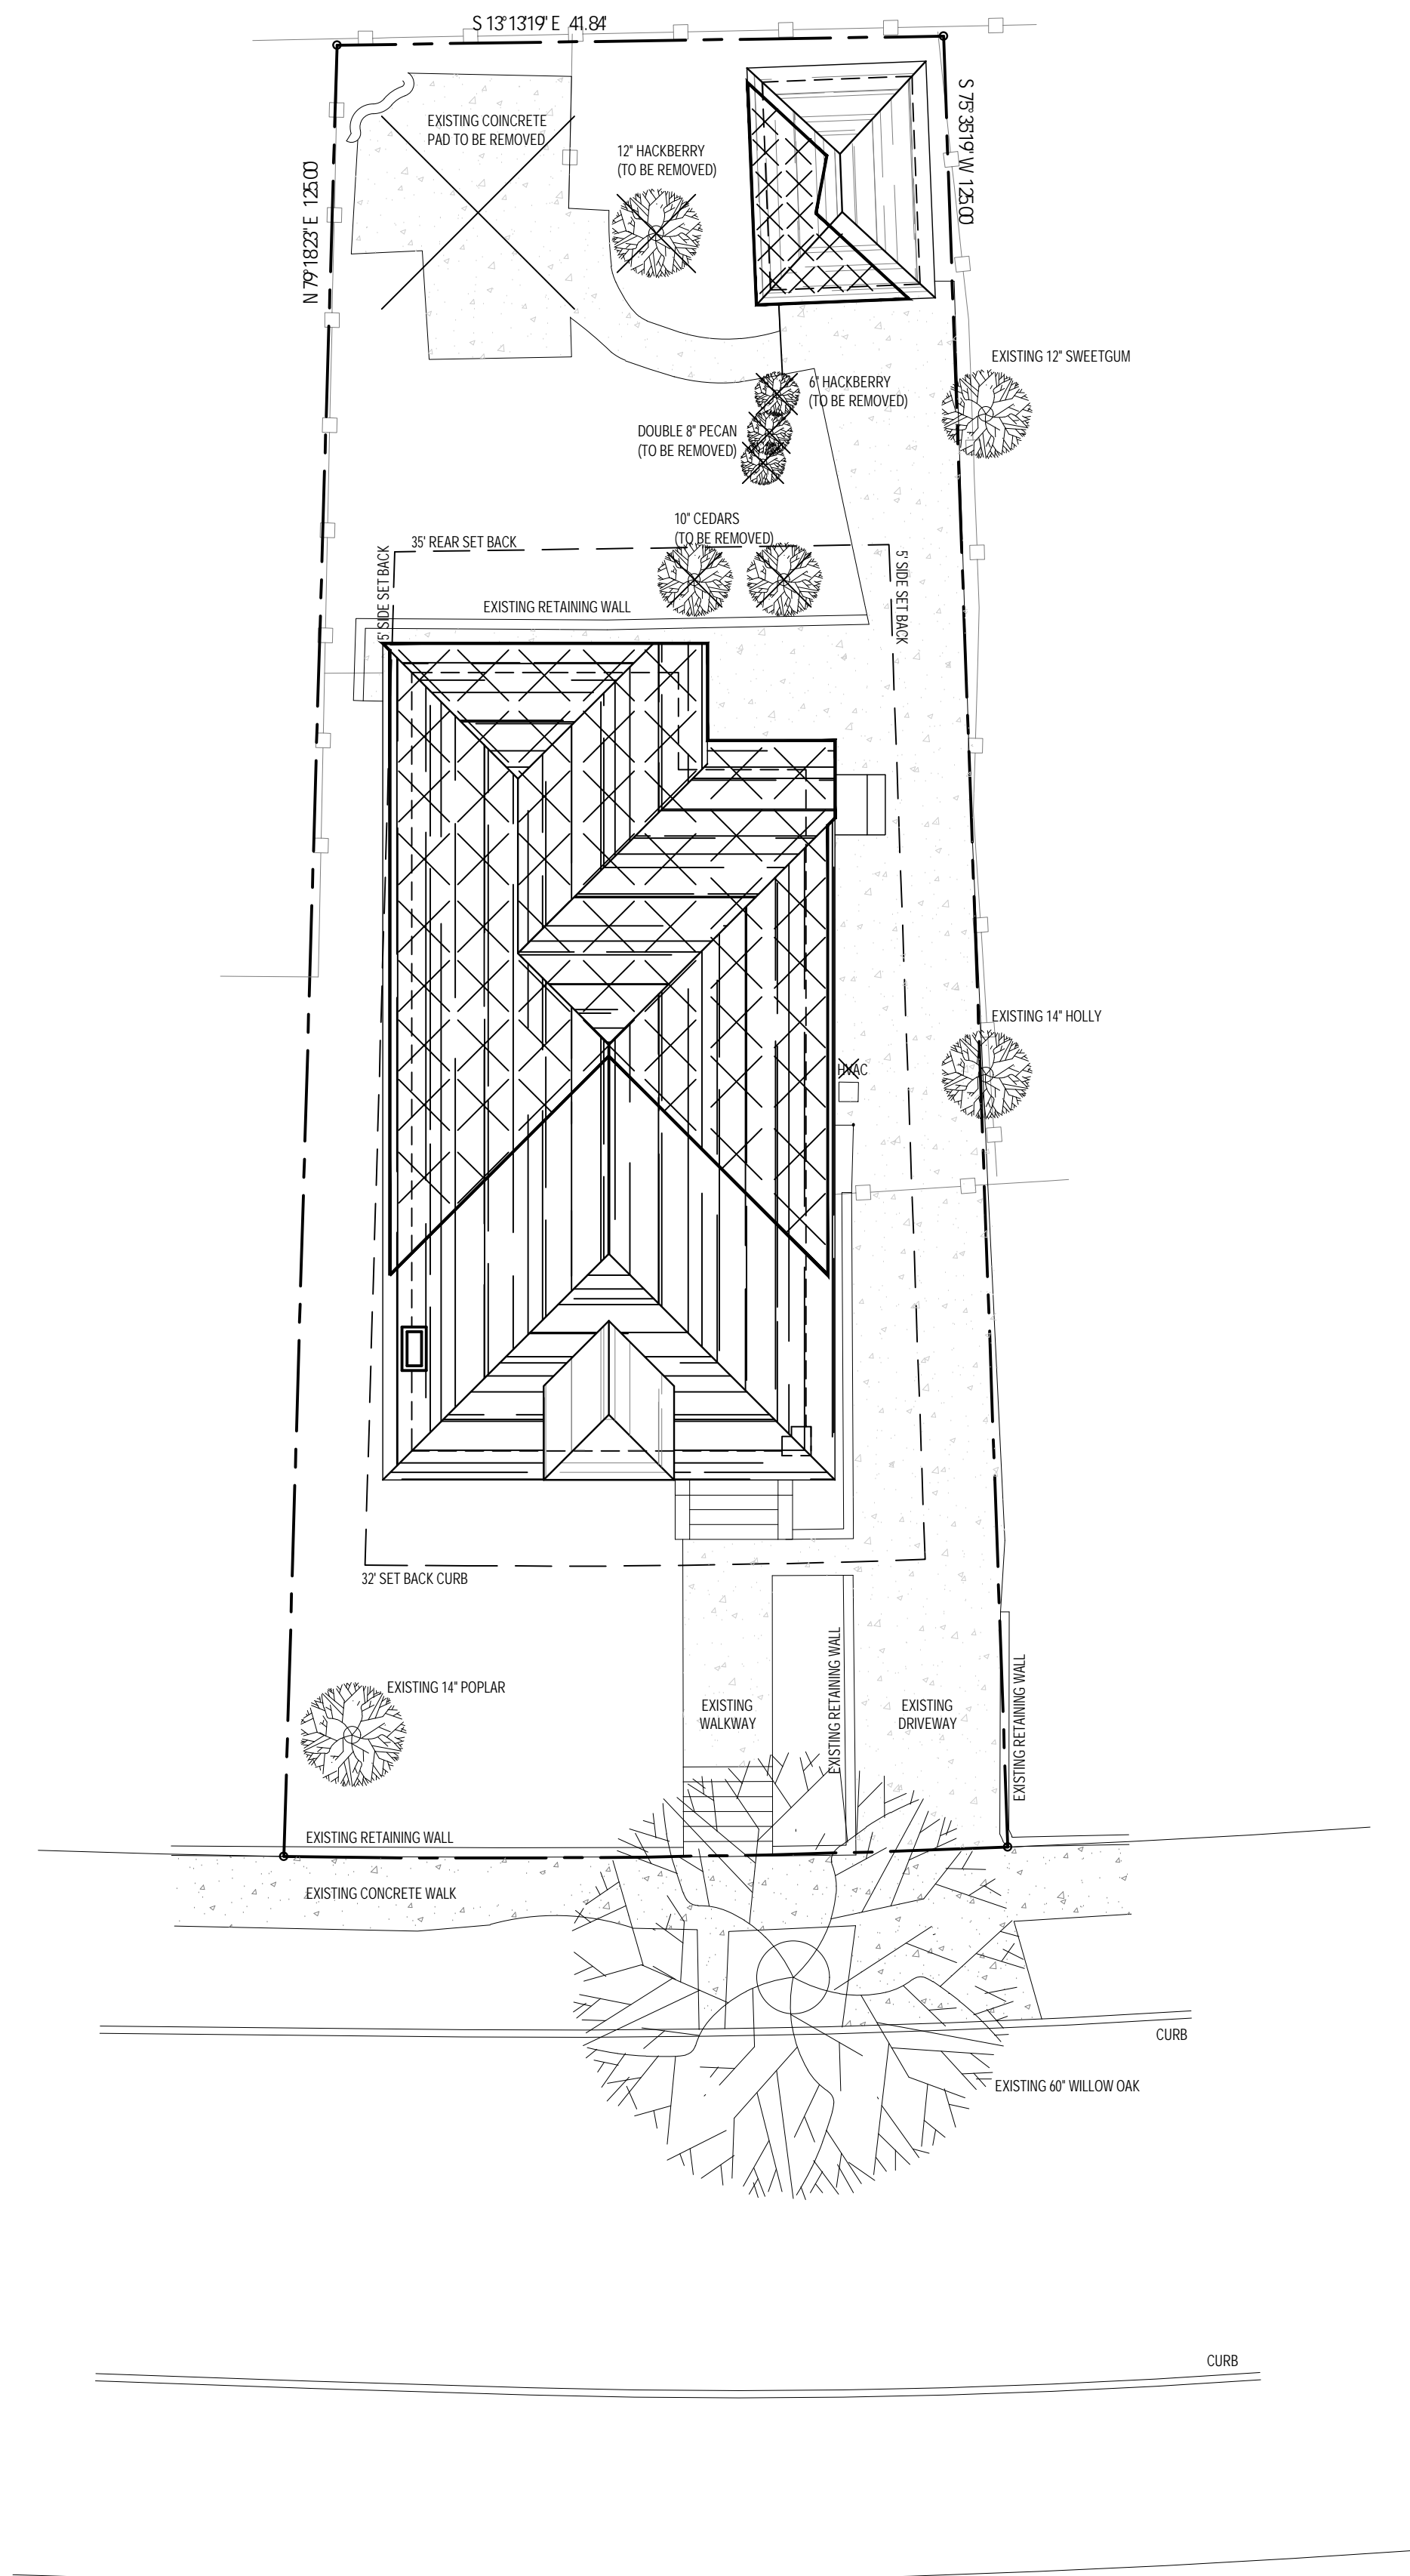 S 13°13'19" E 41.84'
N 79°18'23" E 125.00'
S 75°35'19" W 125.00'
EXISTING COINCRETE
PAD TO BE REMOVED
12" HACKBERRY
(TO BE REMOVED)
EXISTING 12" SWEETGUM
6" HACKBERRY
(TO BE REMOVED)
DOUBLE 8" PECAN
(TO BE REMOVED)
10" CEDARS
(TO BE REMOVED)
35' REAR SET BACK
5' SIDE SET BACK
5' SIDE SET BACK
EXISTING RETAINING WALL
EXISTING 14" HOLLY
HVAC
32' SET BACK CURB
EXISTING 14" POPLAR
EXISTING
WALKWAY
EXISTING RETAINING WALL
EXISTING
DRIVEWAY
EXISTING RETAINING WALL
EXISTING RETAINING WALL
EXISTING CONCRETE WALK
CURB
EXISTING 60" WILLOW OAK
CURB